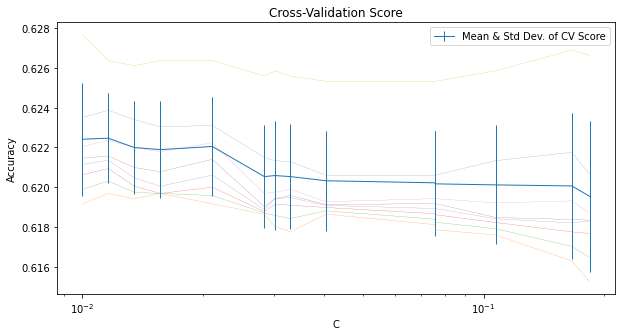 Cross-Validation Score
Mean & Std Dev. of CV Score
0.628
0.626
0.624
0.622
0.620
0.618
0.616
Accuracy
10⁻²
10⁻¹
C